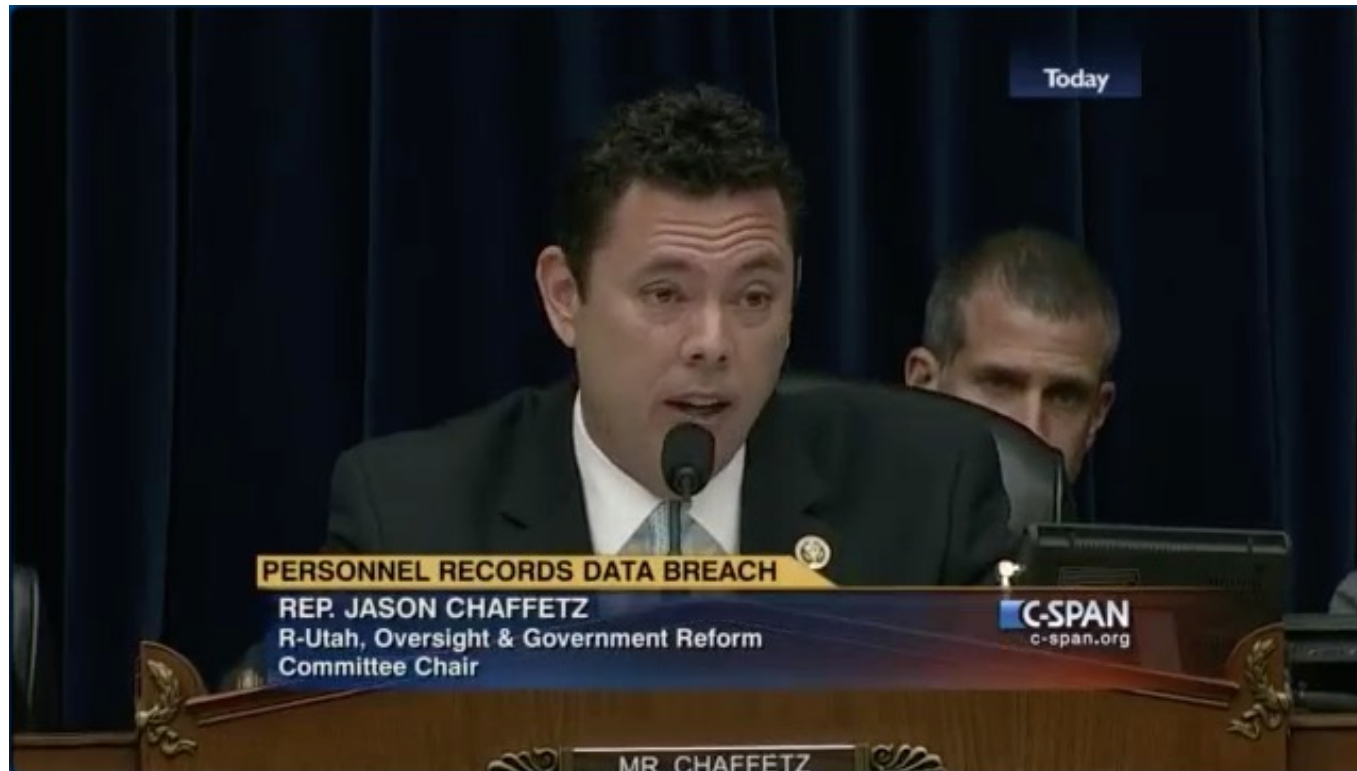 Today
PERSONNEL RECORDS DATA BREACH
REP. JASON CHAFFETZ
R-Utah, Oversight & Government Reform
Committee Chair
C-SPAN
c-span.org
MR. CHAFFETZ